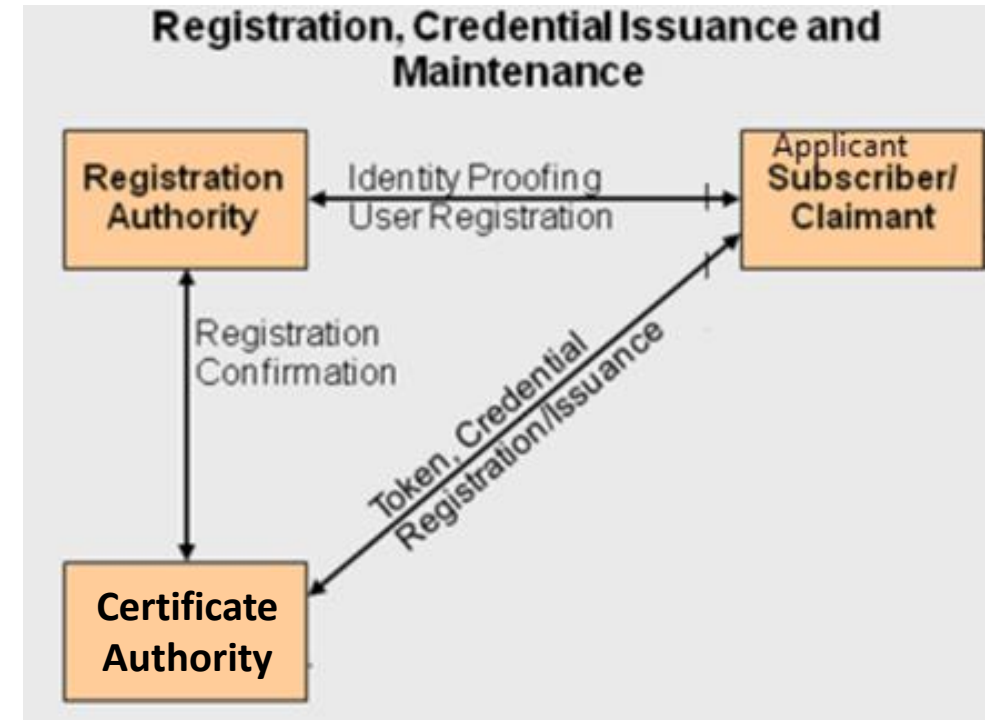 Registration, Credential Issuance and
Maintenance
Registration
Authority
Identity Proofing
User Registration
Applicant
Subscriber/
Claimant
Registration
Confirmation
Token, Credential
Registration/Issuance
Certificate
Authority